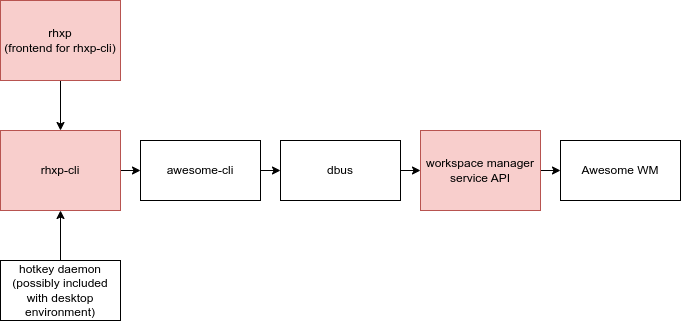 rhxp
(frontend for rhxp-cli)
rhxp-cli
awesome-cli
dbus
workspace manager
service API
Awesome WM
hotkey daemon
(possibly included
with desktop
environment)